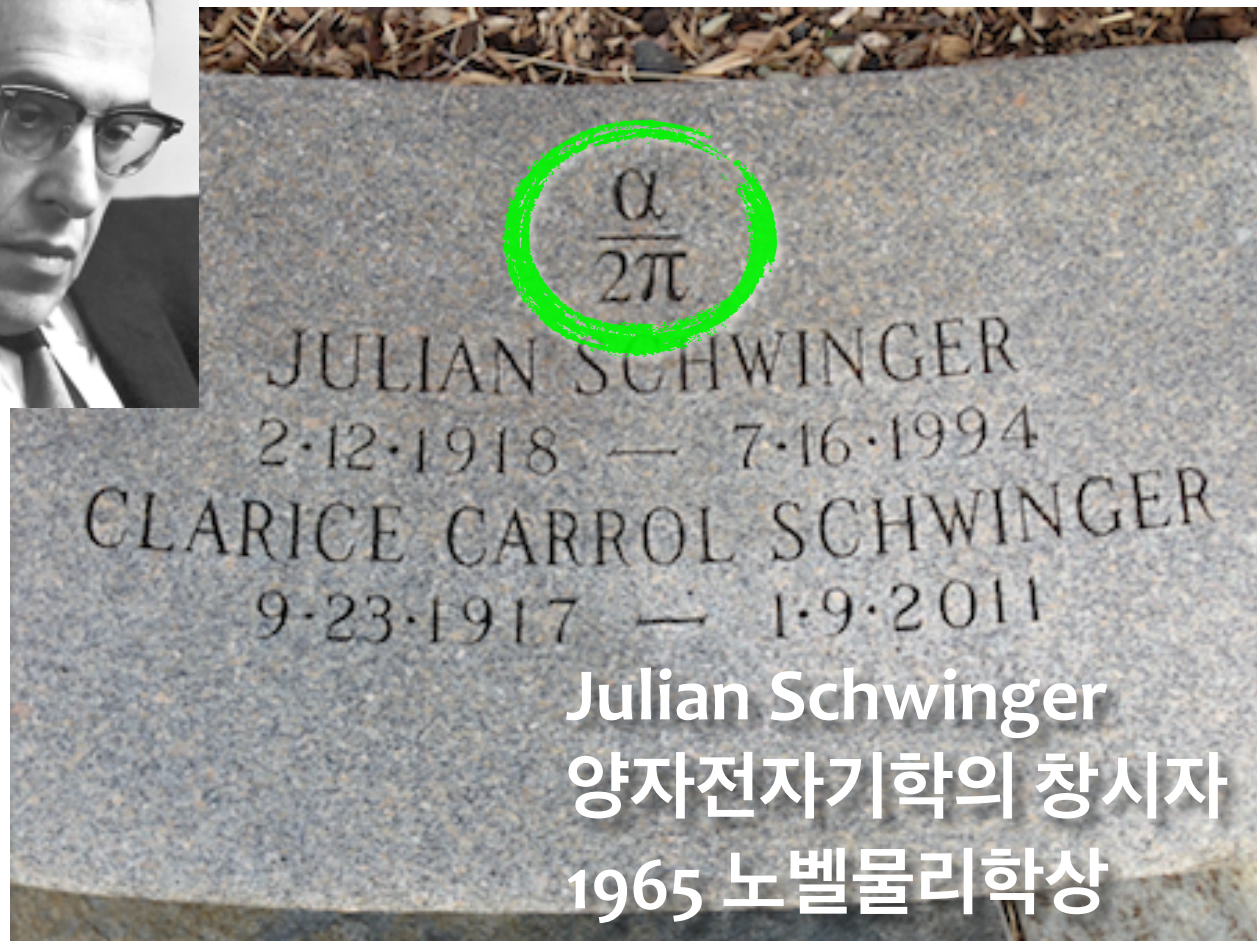 α
2π
JULIAN SCHWINGER
2·12·1918 — 7·16·1994
CLARICE CARROL SCHWINGER
9·23·1917 — 1·9·2011
Julian Schwinger
양자전자기학의 창시자
1965 노벨물리학상